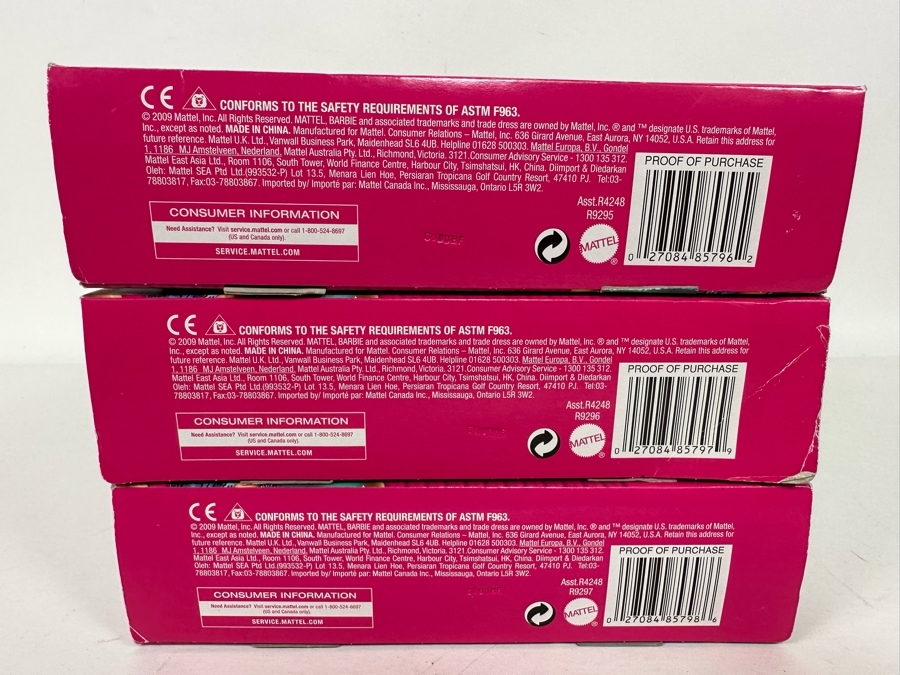 CE CONFORMS TO THE SAFETY REQUIREMENTS OF ASTM F963.
© 2009 Mattel, Inc. All Rights Reserved. MATTEL, BARBIE and associated trademarks and trade dress are owned by Mattel, Inc. ® and ™ designate U.S. trademarks of Mattel,
Inc., except as noted. MADE IN CHINA. Manufactured for Mattel. Consumer Relations – Mattel, Inc. 636 Girard Avenue, East Aurora, NY 14052, U.S.A. Retain this address for
future reference. Mattel U.K. Ltd., Vanwall Business Park, Maidenhead SL6 4UB. Helpline 01628 500303. Mattel Europa, B.V., Gondel
1, 1186 MJ Amstelveen, Nederland. Mattel Australia Pty. Ltd., Richmond, Victoria. 3121.Consumer Advisory Service - 1300 135 312.
Mattel East Asia Ltd., Room 1106, South Tower, World Finance Centre, Harbour City, Tsimshatsui, HK, China. Diimport & Diedarkan
Oleh: Mattel SEA Ptd Ltd.(993532-P) Lot 13.5, Menara Lien Hoe, Persiaran Tropicana Golf Country Resort, 47410 PJ. Tel:03-
78803817, Fax:03-78803867. Imported by/ Importé par: Mattel Canada Inc., Mississauga, Ontario L5R 3W2.
PROOF OF PURCHASE
Asst.R4248
R9295
CONSUMER INFORMATION
Need Assistance? Visit service.mattel.com or call 1-800-524-8697
(US and Canada only).
SERVICE.MATTEL.COM
MATTEL ®
0 27084 85796 2
CE CONFORMS TO THE SAFETY REQUIREMENTS OF ASTM F963.
© 2009 Mattel, Inc. All Rights Reserved. MATTEL, BARBIE and associated trademarks and trade dress are owned by Mattel, Inc. ® and ™ designate U.S. trademarks of Mattel,
Inc., except as noted. MADE IN CHINA. Manufactured for Mattel. Consumer Relations – Mattel, Inc. 636 Girard Avenue, East Aurora, NY 14052, U.S.A. Retain this address for
future reference. Mattel U.K. Ltd., Vanwall Business Park, Maidenhead SL6 4UB. Helpline 01628 500303. Mattel Europa, B.V., Gondel
1, 1186 MJ Amstelveen, Nederland. Mattel Australia Pty. Ltd., Richmond, Victoria. 3121.Consumer Advisory Service - 1300 135 312.
Mattel East Asia Ltd., Room 1106, South Tower, World Finance Centre, Harbour City, Tsimshatsui, HK, China. Diimport & Diedarkan
Oleh: Mattel SEA Ptd Ltd.(993532-P) Lot 13.5, Menara Lien Hoe, Persiaran Tropicana Golf Country Resort, 47410 PJ. Tel:03-
78803817, Fax:03-78803867. Imported by/ Importé par: Mattel Canada Inc., Mississauga, Ontario L5R 3W2.
PROOF OF PURCHASE
Asst.R4248
R9296
CONSUMER INFORMATION
Need Assistance? Visit service.mattel.com or call 1-800-524-8697
(US and Canada only).
SERVICE.MATTEL.COM
MATTEL ®
0 27084 85797 9
CE CONFORMS TO THE SAFETY REQUIREMENTS OF ASTM F963.
© 2009 Mattel, Inc. All Rights Reserved. MATTEL, BARBIE and associated trademarks and trade dress are owned by Mattel, Inc. ® and ™ designate U.S. trademarks of Mattel,
Inc., except as noted. MADE IN CHINA. Manufactured for Mattel. Consumer Relations – Mattel, Inc. 636 Girard Avenue, East Aurora, NY 14052, U.S.A. Retain this address for
future reference. Mattel U.K. Ltd., Vanwall Business Park, Maidenhead SL6 4UB. Helpline 01628 500303. Mattel Europa, B.V., Gondel
1, 1186 MJ Amstelveen, Nederland. Mattel Australia Pty. Ltd., Richmond, Victoria. 3121.Consumer Advisory Service - 1300 135 312.
Mattel East Asia Ltd., Room 1106, South Tower, World Finance Centre, Harbour City, Tsimshatsui, HK, China. Diimport & Diedarkan
Oleh: Mattel SEA Ptd Ltd.(993532-P) Lot 13.5, Menara Lien Hoe, Persiaran Tropicana Golf Country Resort, 47410 PJ. Tel:03-
78803817, Fax:03-78803867. Imported by/ Importé par: Mattel Canada Inc., Mississauga, Ontario L5R 3W2.
PROOF OF PURCHASE
Asst.R4248
R9297
CONSUMER INFORMATION
Need Assistance? Visit service.mattel.com or call 1-800-524-8697
(US and Canada only).
SERVICE.MATTEL.COM
MATTEL ®
0 27084 85798 6